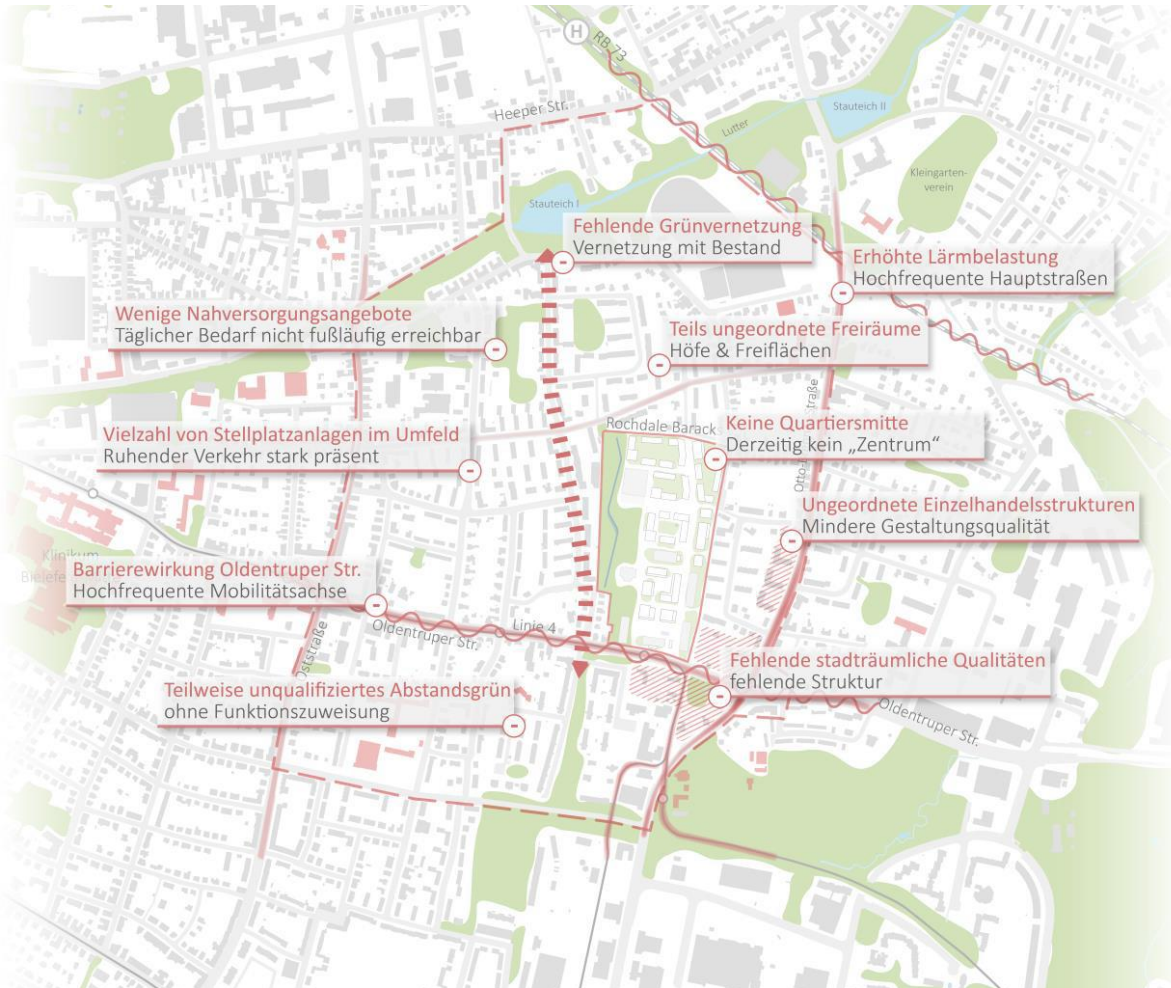 H
RB 73
Heeper Str.
Stauteich II
Lutter
Kleingarten-
verein
Stauteich I
Fehlende Grünvernetzung
Vernetzung mit Bestand
Erhöhte Lärmbelastung
Hochfrequente Hauptstraßen
Wenige Nahversorgungsangebote
Täglicher Bedarf nicht fußläufig erreichbar
Teils ungeordnete Freiräume
Höfe & Freiflächen
Rochdale Barack
Keine Quartiersmitte
Derzeitig kein „Zentrum“
Vielzahl von Stellplatzanlagen im Umfeld
Ruhender Verkehr stark präsent
Ungeordnete Einzelhandelsstrukturen
Mindere Gestaltungsqualität
Klinikum
Barrierewirkung Oldentruper Str.
Hochfrequente Mobilitätsachse
Oldentruper Str.
Linie 4
Oststraße
Fehlende stadträumliche Qualitäten
fehlende Struktur
Teilweise unqualifiziertes Abstandsgrün
ohne Funktionszuweisung
Oldentruper Str.